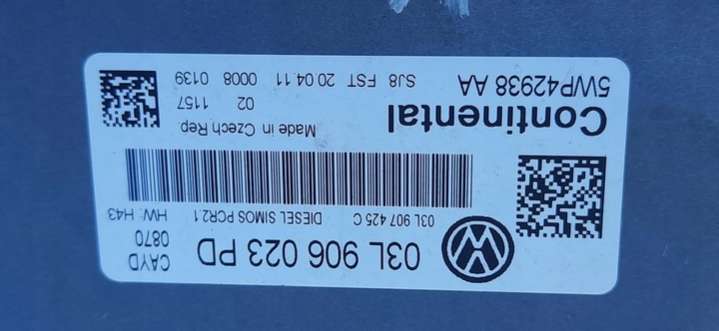 03L 906 023 PD
CAYD
0870
03L 907 425 C DIESEL SIMOS PCR2.1 HW: H43
Made in Czech Rep
02 1157
Continental
5WP42938 AA SJ8 FST 20 04 11 0008 0139